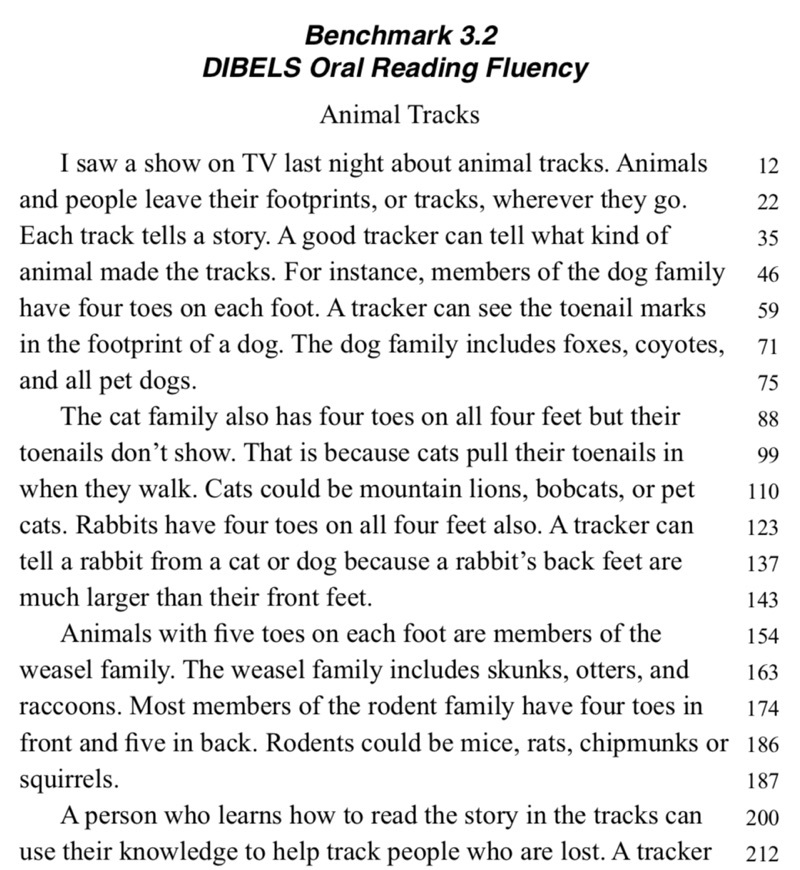 Benchmark 3.2
DIBELS Oral Reading Fluency
Animal Tracks
I saw a show on TV last night about animal tracks. Animals 12
and people leave their footprints, or tracks, wherever they go. 22
Each track tells a story. A good tracker can tell what kind of 35
animal made the tracks. For instance, members of the dog family 46
have four toes on each foot. A tracker can see the toenail marks 59
in the footprint of a dog. The dog family includes foxes, coyotes, 71
and all pet dogs. 75
The cat family also has four toes on all four feet but their 88
toenails don’t show. That is because cats pull their toenails in 99
when they walk. Cats could be mountain lions, bobcats, or pet 110
cats. Rabbits have four toes on all four feet also. A tracker can 123
tell a rabbit from a cat or dog because a rabbit’s back feet are 137
much larger than their front feet. 143
Animals with five toes on each foot are members of the 154
weasel family. The weasel family includes skunks, otters, and 163
raccoons. Most members of the rodent family have four toes in 174
front and five in back. Rodents could be mice, rats, chipmunks or 186
squirrels. 187
A person who learns how to read the story in the tracks can 200
use their knowledge to help track people who are lost. A tracker 212